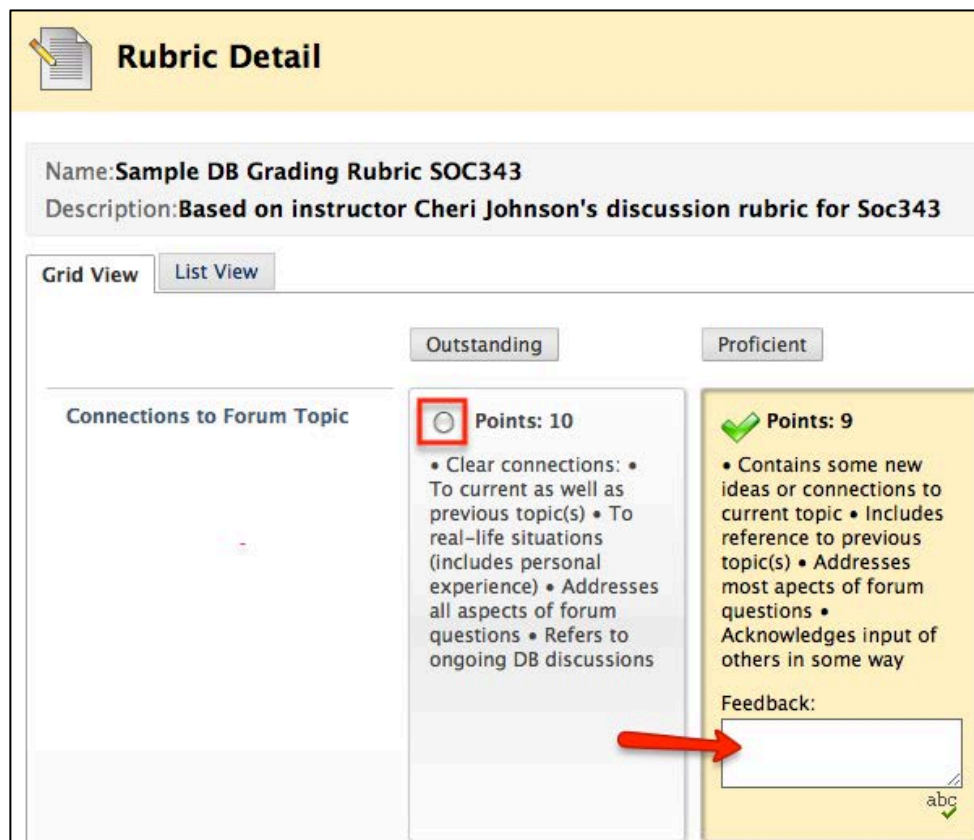 Rubric Detail
Name:Sample DB Grading Rubric SOC343
Description:Based on instructor Cheri Johnson's discussion rubric for Soc343
Grid View
List View
Outstanding
Proficient
Connections to Forum Topic
Points: 10
• Clear connections: •
To current as well as
previous topic(s) • To
real-life situations
(includes personal
experience) • Addresses
all aspects of forum
questions • Refers to
ongoing DB discussions
Points: 9
• Contains some new
ideas or connections to
current topic • Includes
reference to previous
topic(s) • Addresses
most apects of forum
questions •
Acknowledges input of
others in some way
Feedback:
abc